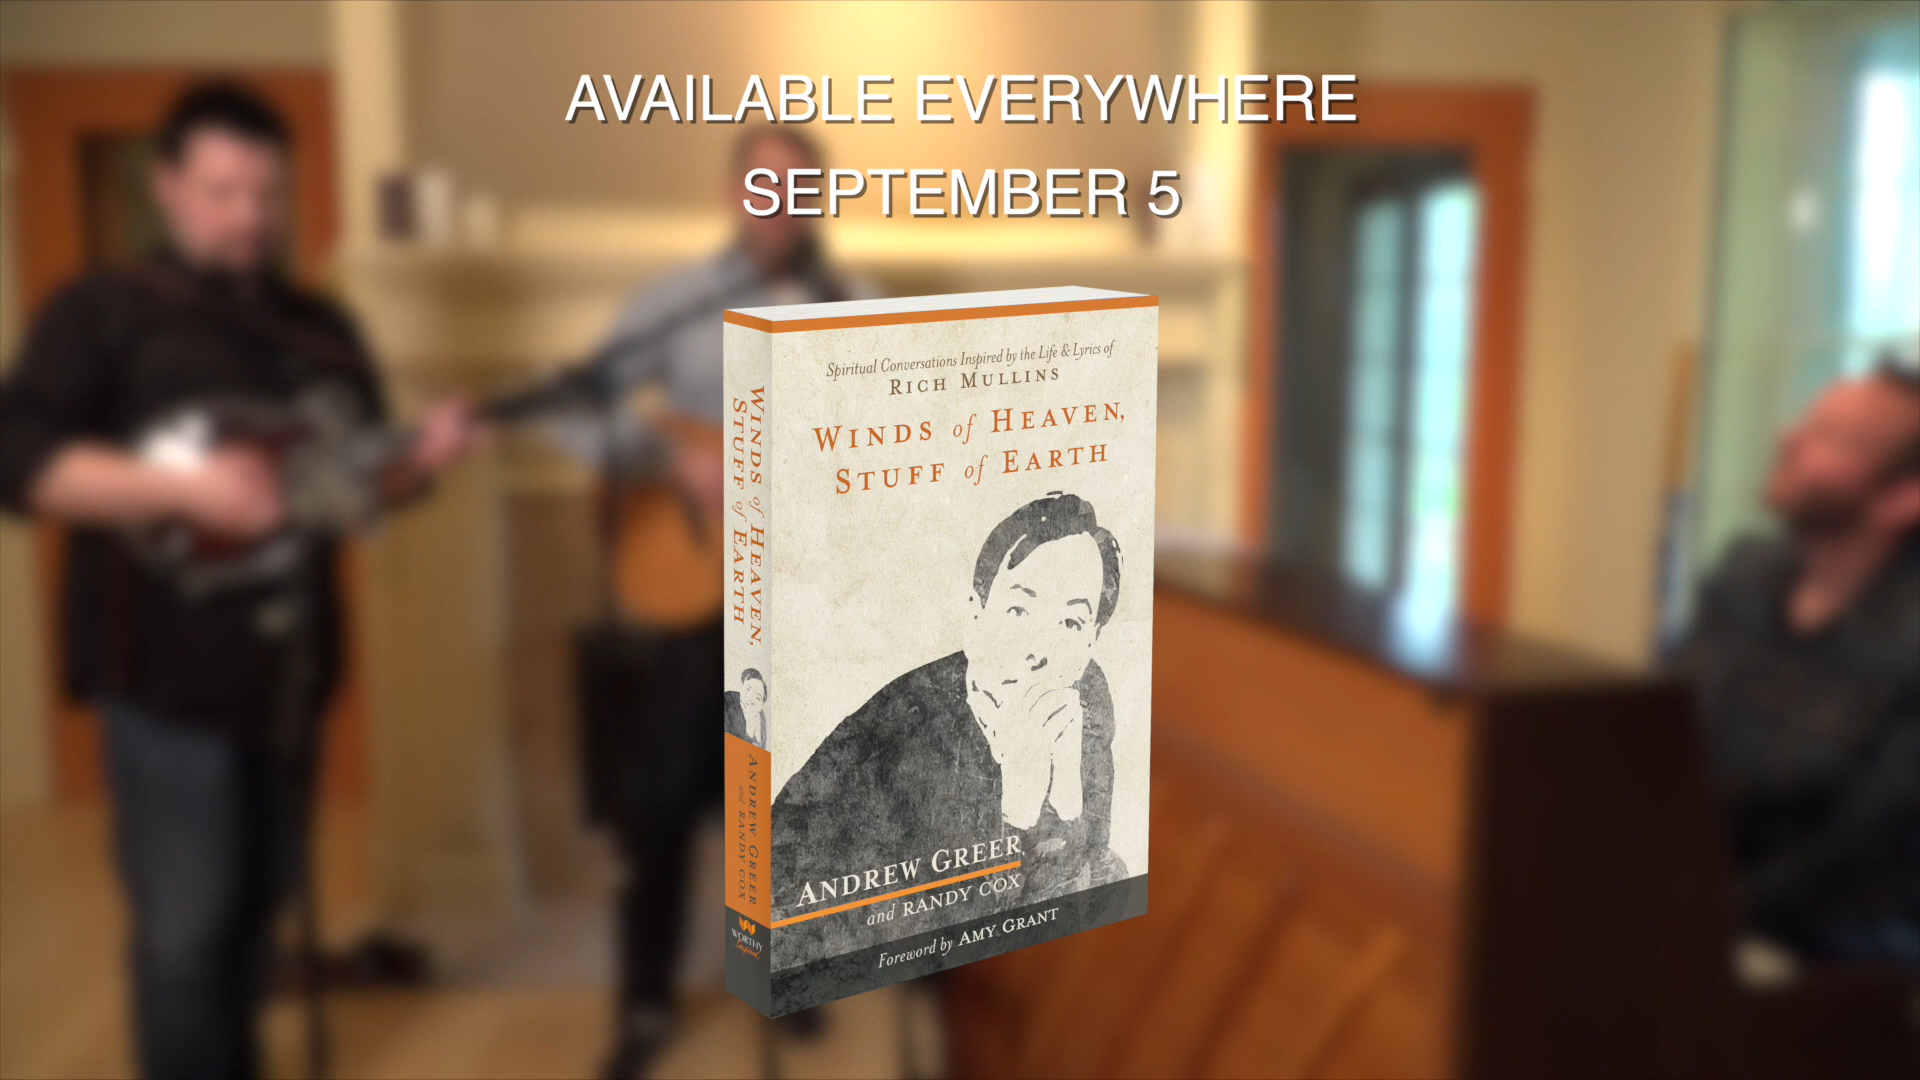 AVAILABLE EVERYWHERE
SEPTEMBER 5
Spiritual Conversations Inspired by the Life & Lyrics of
RICH MULLINS
WINDS of HEAVEN,
STUFF of EARTH
ANDREW GREER
and RANDY COX
Foreword by AMY GRANT
WINDS of HEAVEN,
STUFF of EARTH
ANDREW GREER
and RANDY COX
WORTHY
Inspired